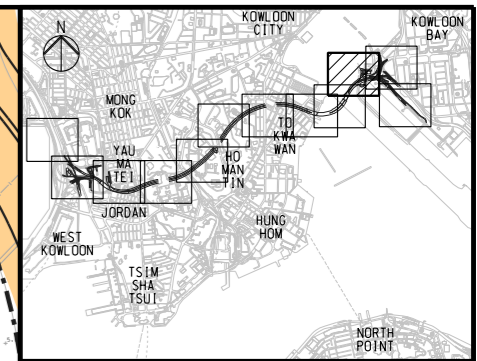 KOWLOON
CITY
KOWLOON
BAY
N
MONG
KOK
TO
KWA
WAN
YAU
MA
TEI
HO
MAN
TIN
JORDAN
HUNG
HOM
WEST
KOWLOON
TSIM
SHA
TSUI
NORTH
POINT